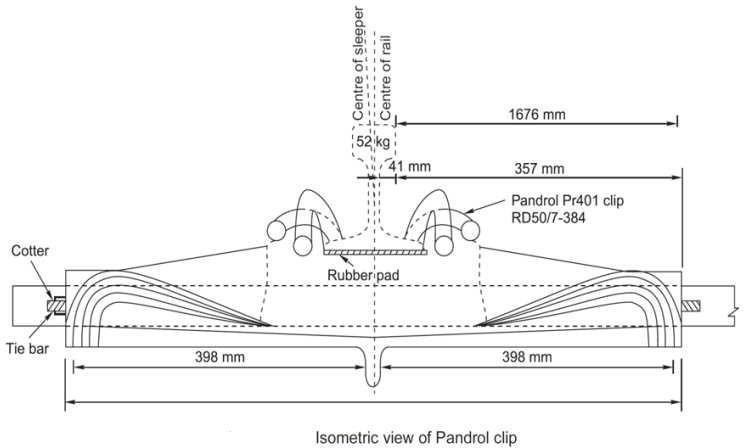 Centre of sleeper
Centre of rail
1676 mm
52 kg
41 mm
357 mm
Pandrol Pr401 clip
RD50/7-384
Cotter
Rubber pad
Tie bar
398 mm
398 mm
Isometric view of Pandrol clip